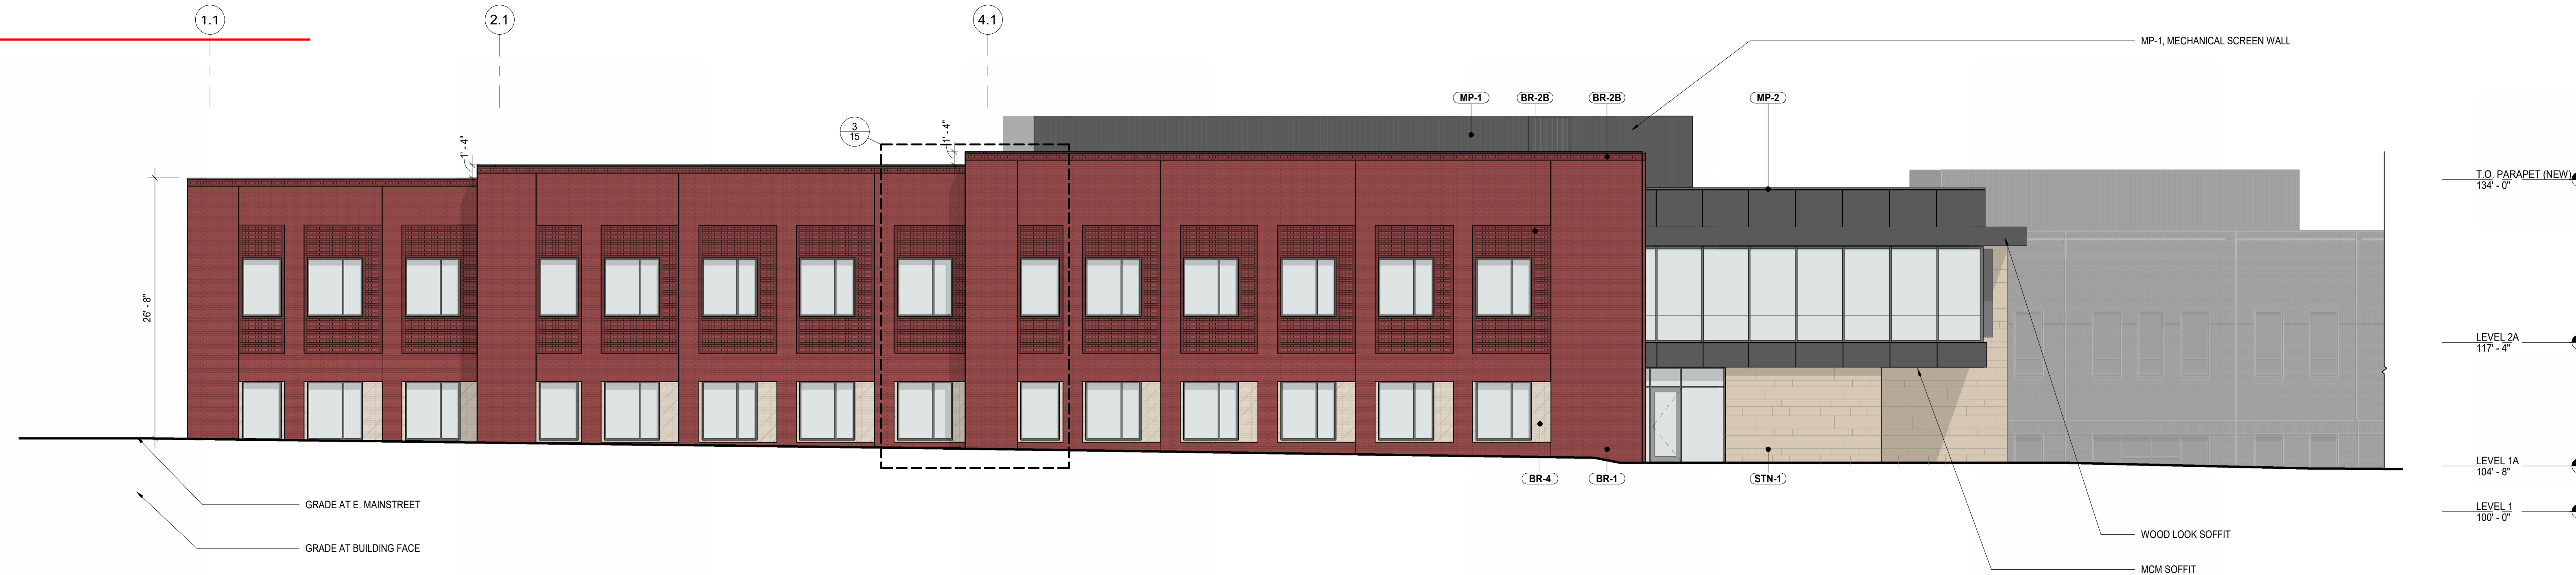 1.1
2.1
4.1
MP-1, MECHANICAL SCREEN WALL
MP-1
BR-2B
BR-2B
MP-2
3
15
1' - 4"
1' - 4"
26' - 8"
T.O. PARAPET (NEW)
134' - 0"
LEVEL 2A
117' - 4"
LEVEL 1A
104' - 8"
LEVEL 1
100' - 0"
BR-4
BR-1
STN-1
GRADE AT E. MAINSTREET
GRADE AT BUILDING FACE
WOOD LOOK SOFFIT
MCM SOFFIT